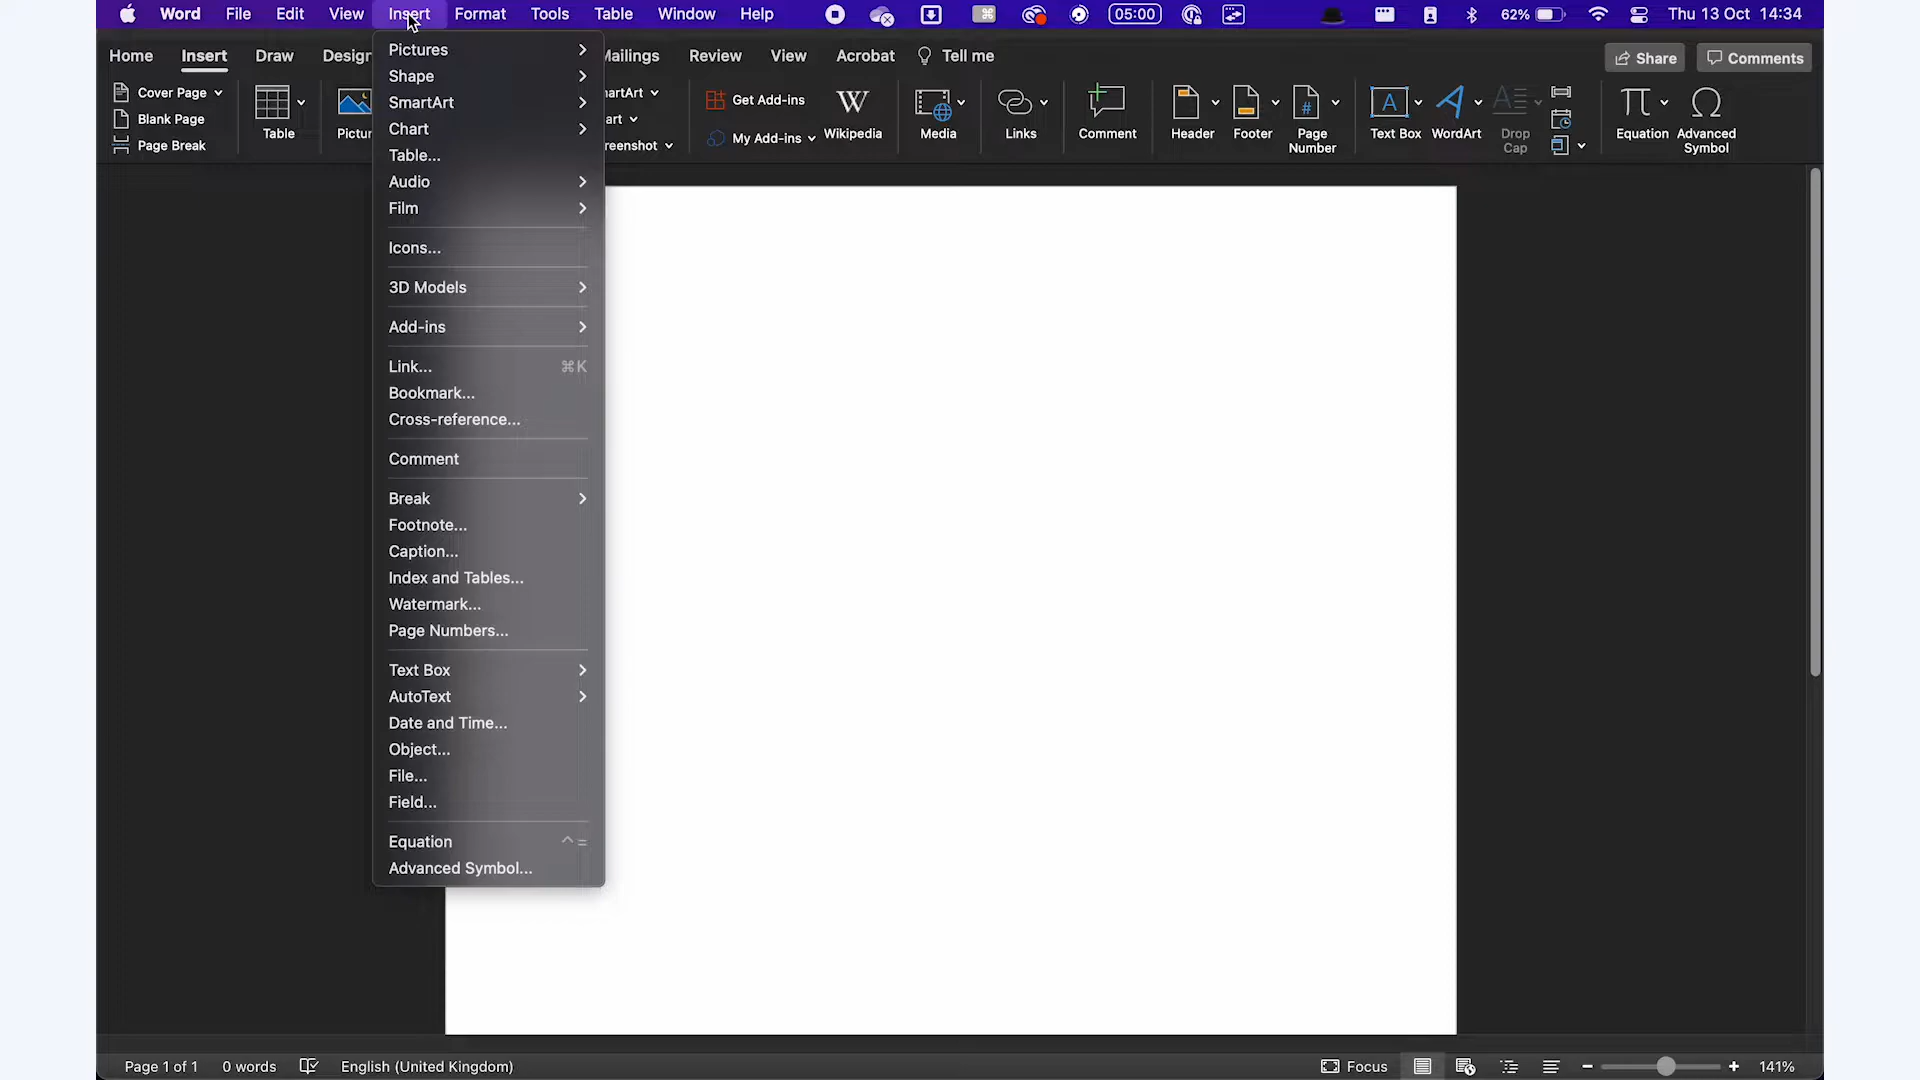 Word File Edit View Insert Format Tools Table Window Help 05:00 62% Thu 13 Oct 14:34
Home Insert Draw Design Mailings Review View Acrobat Tell me Share Comments
Cover Page
Blank Page
Page Break
Table
Pictur
artArt
art
reenshot
Get Add-ins
My Add-ins
Wikipedia
Media
Links
Comment
Header
Footer
Page
Number
Text Box
WordArt
Drop
Cap
Equation
Advanced
Symbol
Pictures
Shape
SmartArt
Chart
Table...
Audio
Film
Icons...
3D Models
Add-ins
Link... ⌘K
Bookmark...
Cross-reference...
Comment
Break
Footnote...
Caption...
Index and Tables...
Watermark...
Page Numbers...
Text Box
AutoText
Date and Time...
Object...
File...
Field...
Equation ^=
Advanced Symbol...
Page 1 of 1 0 words English (United Kingdom) Focus 141%